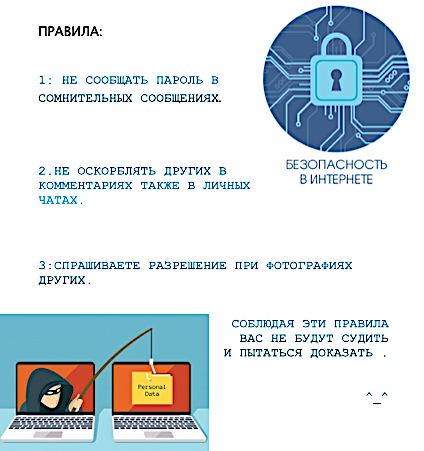 ПРАВИЛА:
1: НЕ СООБЩАТЬ ПАРОЛЬ В
СОМНИТЕЛЬНЫХ СООБЩЕНИЯХ.
БЕЗОПАСНОСТЬ
В ИНТЕРНЕТЕ
2.НЕ ОСКОРБЛЯТЬ ДРУГИХ В
КОММЕНТАРИЯХ ТАКЖЕ В ЛИЧНЫХ
ЧАТАХ.
3:СПРАШИВАЕТЕ РАЗРЕШЕНИЕ ПРИ ФОТОГРАФИЯХ
ДРУГИХ.
СОБЛЮДАЯ ЭТИ ПРАВИЛА
ВАС НЕ БУДУТ СУДИТЬ
И ПЫТАТЬСЯ ДОКАЗАТЬ .
^_^
Personal
Data